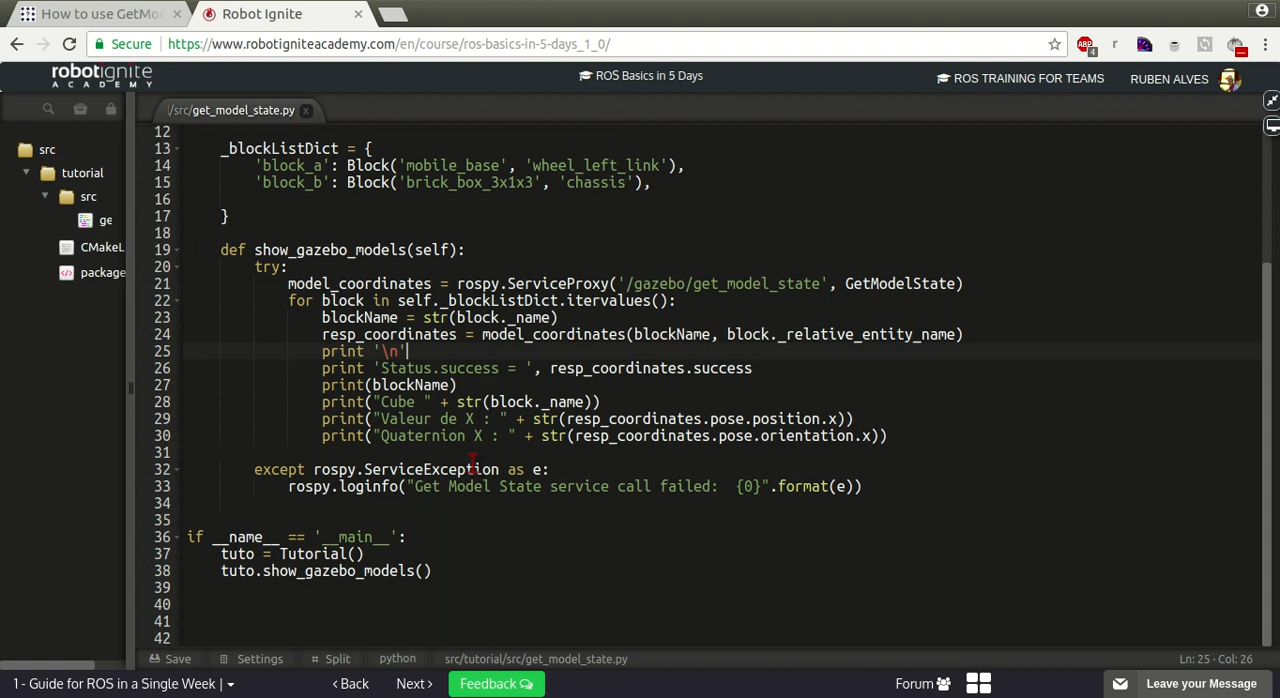 How to use GetMo
Robot Ignite
Secure
https://www.robotigniteacademy.com/en/course/ros-basics-in-5-days_1_0/
ABP
4
r
robotignite
ACADEMY
ROS Basics in 5 Days
ROS TRAINING FOR TEAMS
RUBEN ALVES
/src/get_model_state.py
src
tutorial
src
ge
CMakeL
package
12
13 _blockListDict = {
14 'block_a': Block('mobile_base', 'wheel_left_link'),
15 'block_b': Block('brick_box_3x1x3', 'chassis'),
16
17 }
18
19 def show_gazebo_models(self):
20 try:
21 model_coordinates = rospy.ServiceProxy('/gazebo/get_model_state', GetModelState)
22 for block in self._blockListDict.itervalues():
23 blockName = str(block._name)
24 resp_coordinates = model_coordinates(blockName, block._relative_entity_name)
25 print '\n'
26 print 'Status.success = ', resp_coordinates.success
27 print(blockName)
28 print("Cube " + str(block._name))
29 print("Valeur de X : " + str(resp_coordinates.pose.position.x))
30 print("Quaternion X : " + str(resp_coordinates.pose.orientation.x))
31
32 except rospy.ServiceException as e:
33 rospy.loginfo("Get Model State service call failed:  {0}".format(e))
34
35
36 if __name__ == '__main__':
37 tuto = Tutorial()
38 tuto.show_gazebo_models()
39
40
41
42
Save
Settings
Split
python
src/tutorial/src/get_model_state.py
Ln: 25 · Col: 26
1 - Guide for ROS in a Single Week |
Back
Next
Feedback
Forum
Leave your Message